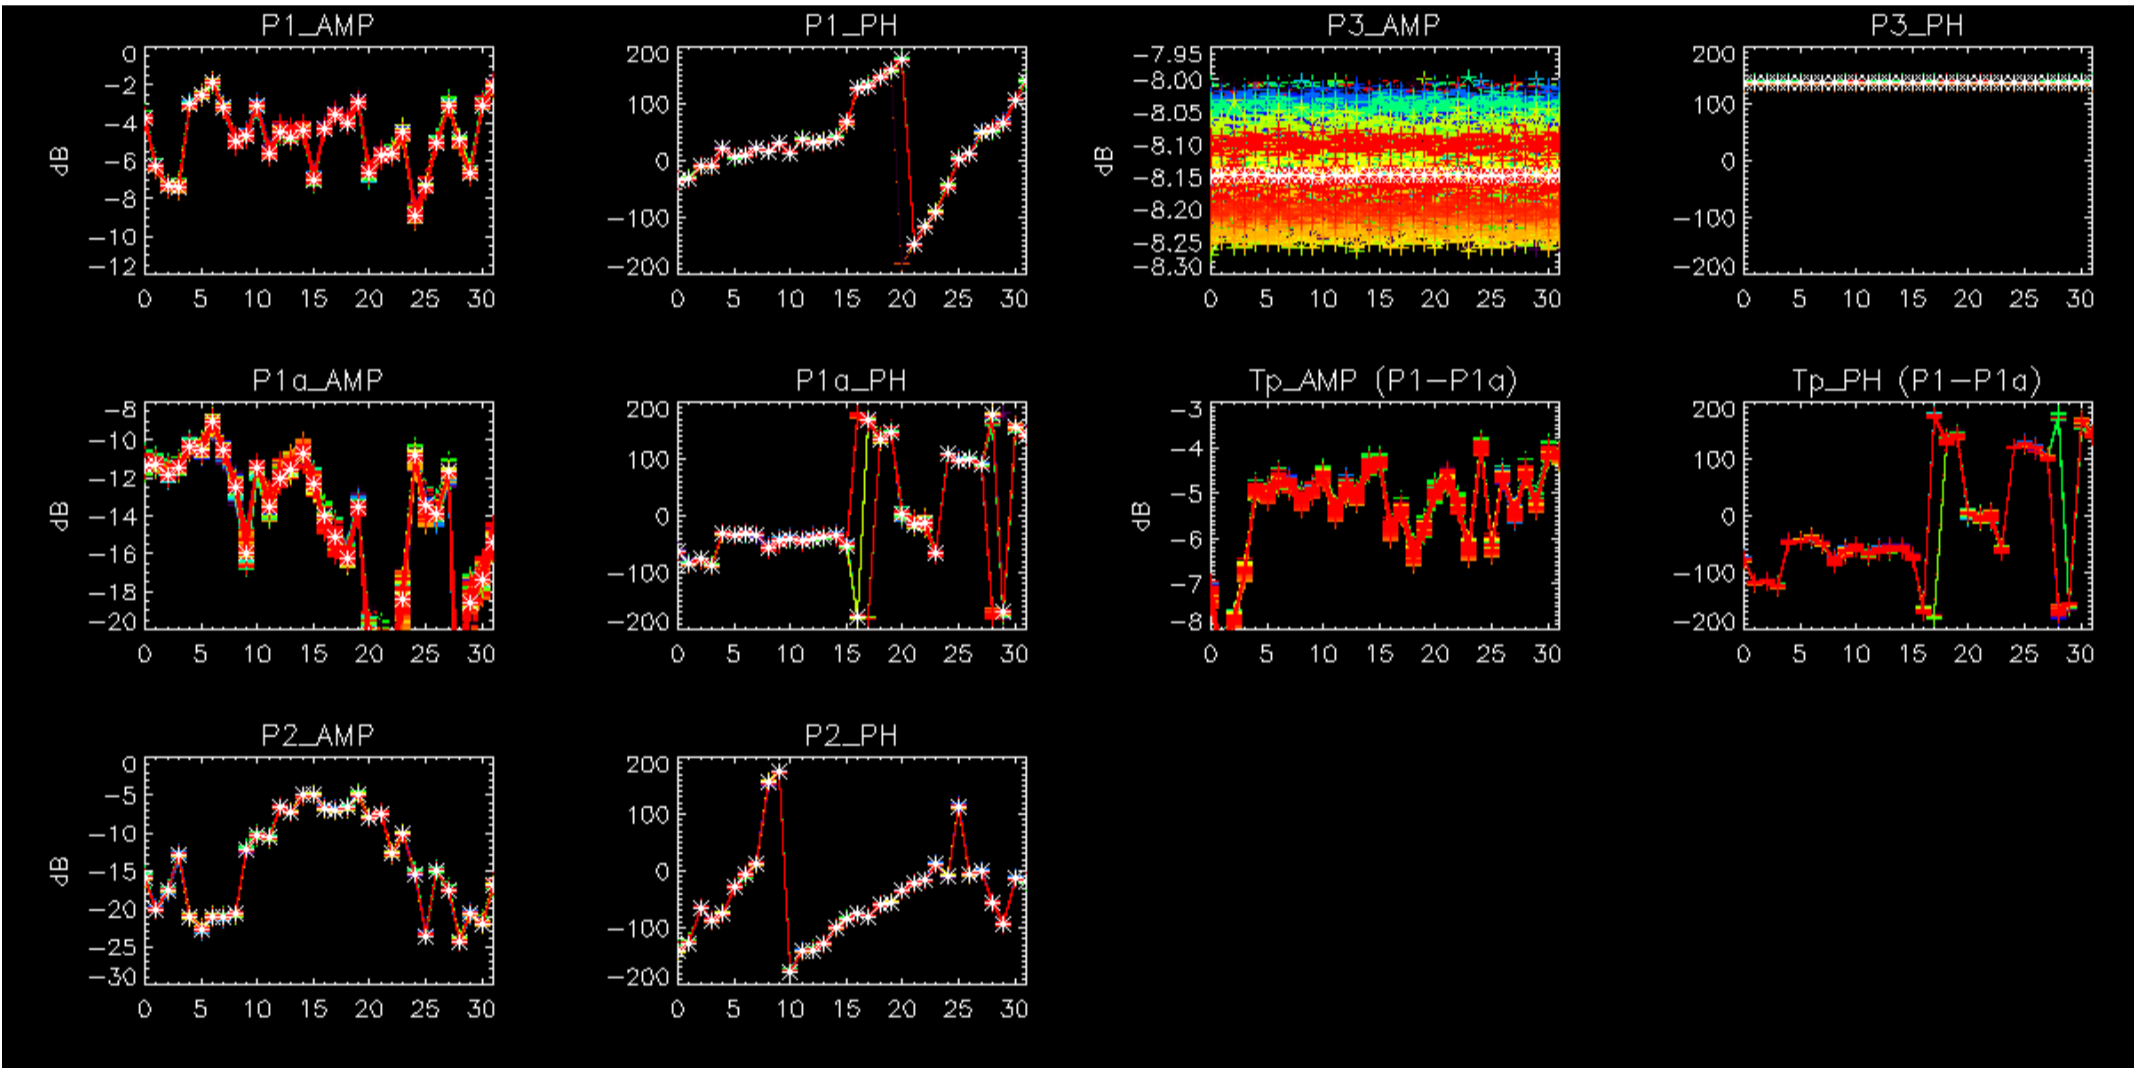 P1_AMP
P1_PH
P3_AMP
P3_PH
0
−2
−4
−6
−8
−10
−12
dB
0 5 10 15 20 25 30
200
100
0
−100
−200
0 5 10 15 20 25 30
−7.95
−8.00
−8.05
−8.10
−8.15
−8.20
−8.25
−8.30
dB
0 5 10 15 20 25 30
200
100
0
−100
−200
0 5 10 15 20 25 30
P1a_AMP
P1a_PH
Tp_AMP (P1−P1a)
Tp_PH (P1−P1a)
−8
−10
−12
−14
−16
−18
−20
dB
0 5 10 15 20 25 30
200
100
0
−100
−200
0 5 10 15 20 25 30
−3
−4
−5
−6
−7
−8
dB
0 5 10 15 20 25 30
200
100
0
−100
−200
0 5 10 15 20 25 30
P2_AMP
P2_PH
0
−5
−10
−15
−20
−25
−30
dB
0 5 10 15 20 25 30
200
100
0
−100
−200
0 5 10 15 20 25 30